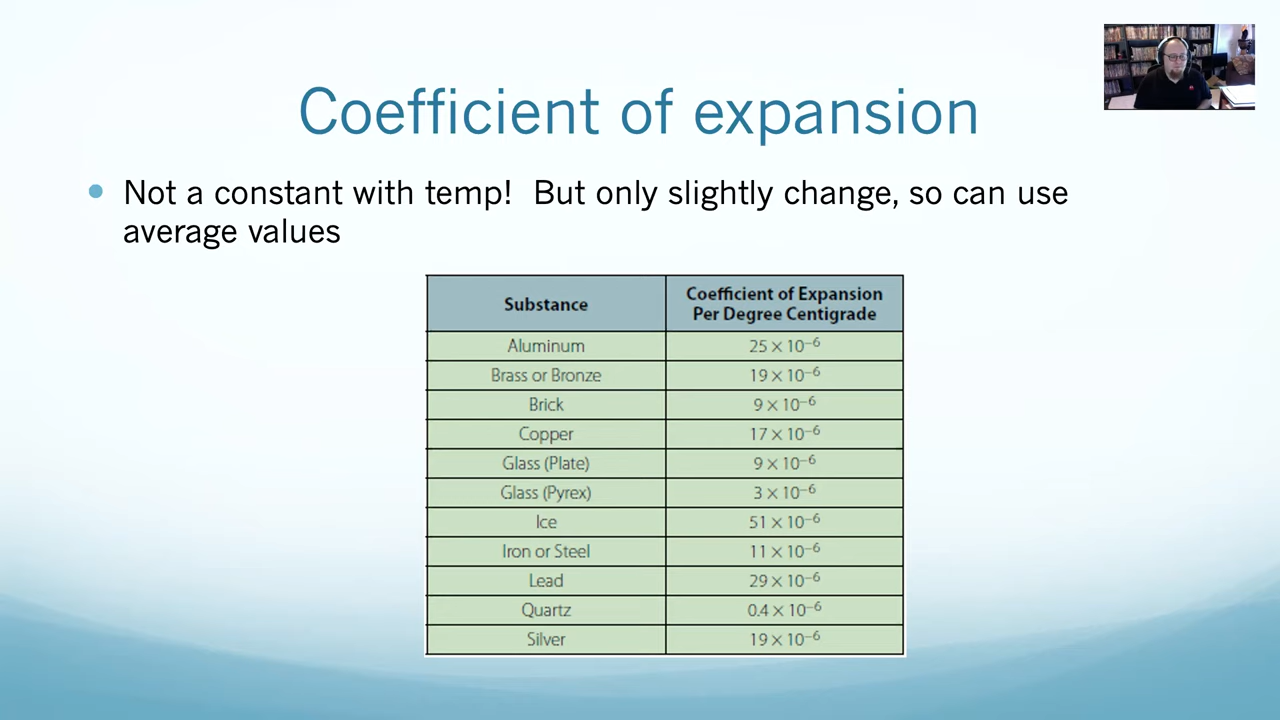 Coefficient of expansion
• Not a constant with temp!  But only slightly change, so can use
average values
Substance
Coefficient of Expansion
Per Degree Centigrade
Aluminum 25 × 10⁻⁶
Brass or Bronze 19 × 10⁻⁶
Brick 9 × 10⁻⁶
Copper 17 × 10⁻⁶
Glass (Plate) 9 × 10⁻⁶
Glass (Pyrex) 3 × 10⁻⁶
Ice 51 × 10⁻⁶
Iron or Steel 11 × 10⁻⁶
Lead 29 × 10⁻⁶
Quartz 0.4 × 10⁻⁶
Silver 19 × 10⁻⁶